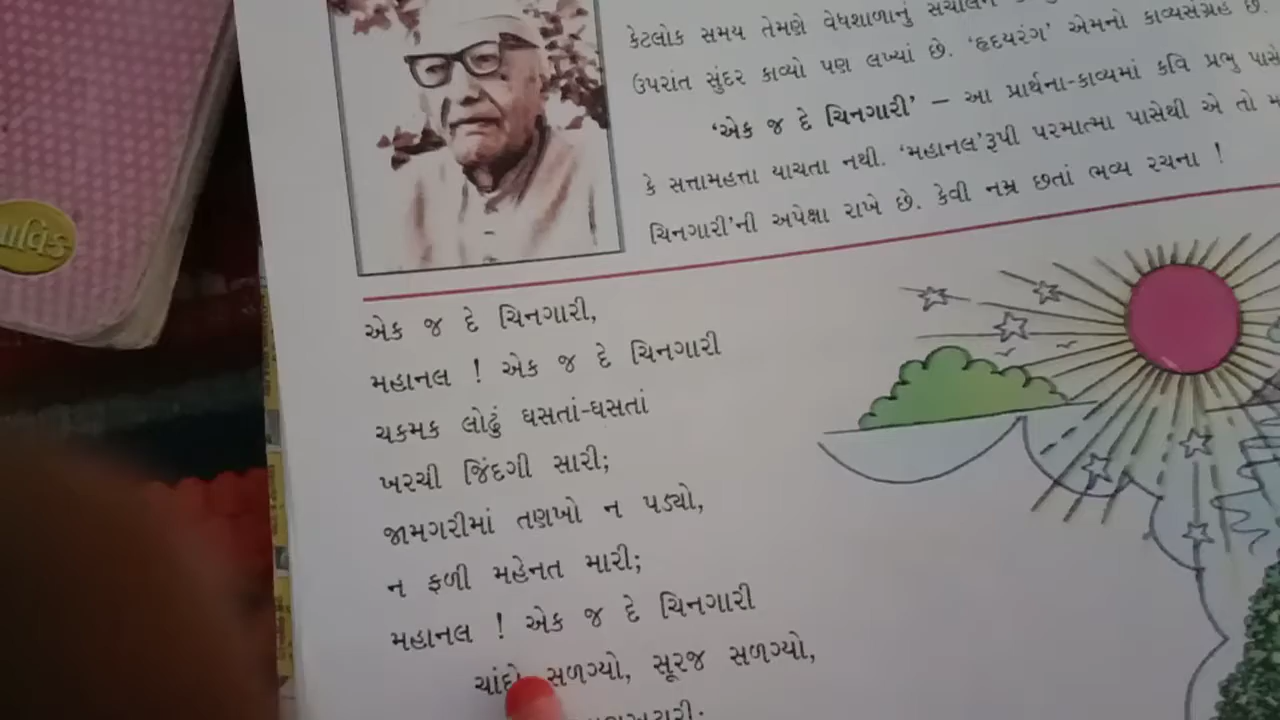 કેટલોક સમય તેમણે વેધશાળાનું સંચાલન
ઉપરાંત સુંદર કાવ્યો પણ લખ્યાં છે. ‘હૃદયરંગ’ એમનો કાવ્યસંગ્રહ છે.
‘એક જ દે ચિનગારી’ – આ પ્રાર્થના-કાવ્યમાં કવિ પ્રભુ પાસે
કે સત્તામહત્તા યાચતા નથી. ‘મહાનલ’રૂપી પરમાત્મા પાસેથી એ તો
ચિનગારી’ની અપેક્ષા રાખે છે. કેવી નમ્ર છતાં ભવ્ય રચના !
એક જ દે ચિનગારી,
મહાનલ ! એક જ દે ચિનગારી
ચકમક લોઢું ઘસતાં-ઘસતાં
ખરચી જિંદગી સારી;
જામગરીમાં તણખો ન પડ્યો,
ન ફળી મહેનત મારી;
મહાનલ ! એક જ દે ચિનગારી
ચાંદો સળગ્યો, સૂરજ સળગ્યો,